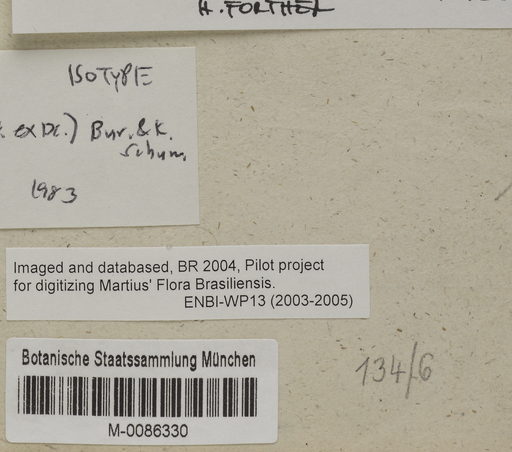 H. FORTHER
ISOTYPE
ex DC.) Bur. & K.
Schum.
1983
Imaged and databased, BR 2004, Pilot project
for digitizing Martius' Flora Brasiliensis.
ENBI-WP13 (2003-2005)
Botanische Staatssammlung München
M-0086330
134/6